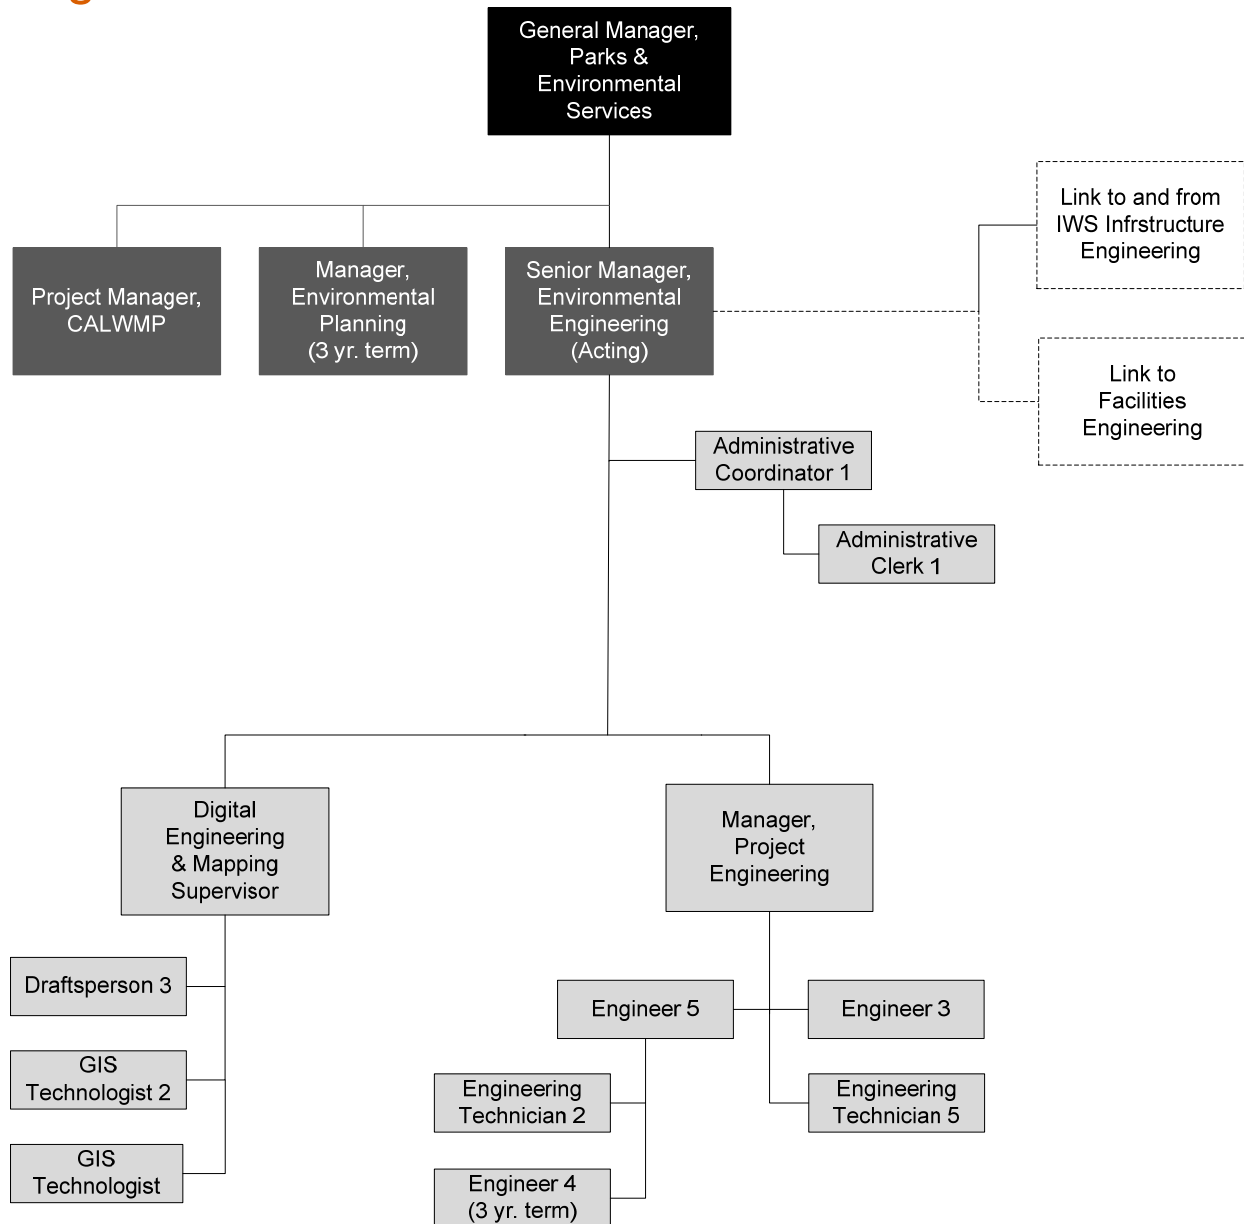 General Manager,
Parks &
Environmental
Services
Project Manager,
CALWMP
Manager,
Environmental
Planning
(3 yr. term)
Senior Manager,
Environmental
Engineering
(Acting)
Link to and from
IWS Infrstructure
Engineering
Link to
Facilities
Engineering
Administrative
Coordinator 1
Administrative
Clerk 1
Digital
Engineering
& Mapping
Supervisor
Manager,
Project
Engineering
Draftsperson 3
GIS
Technologist 2
GIS
Technologist
Engineer 5
Engineer 3
Engineering
Technician 2
Engineering
Technician 5
Engineer 4
(3 yr. term)